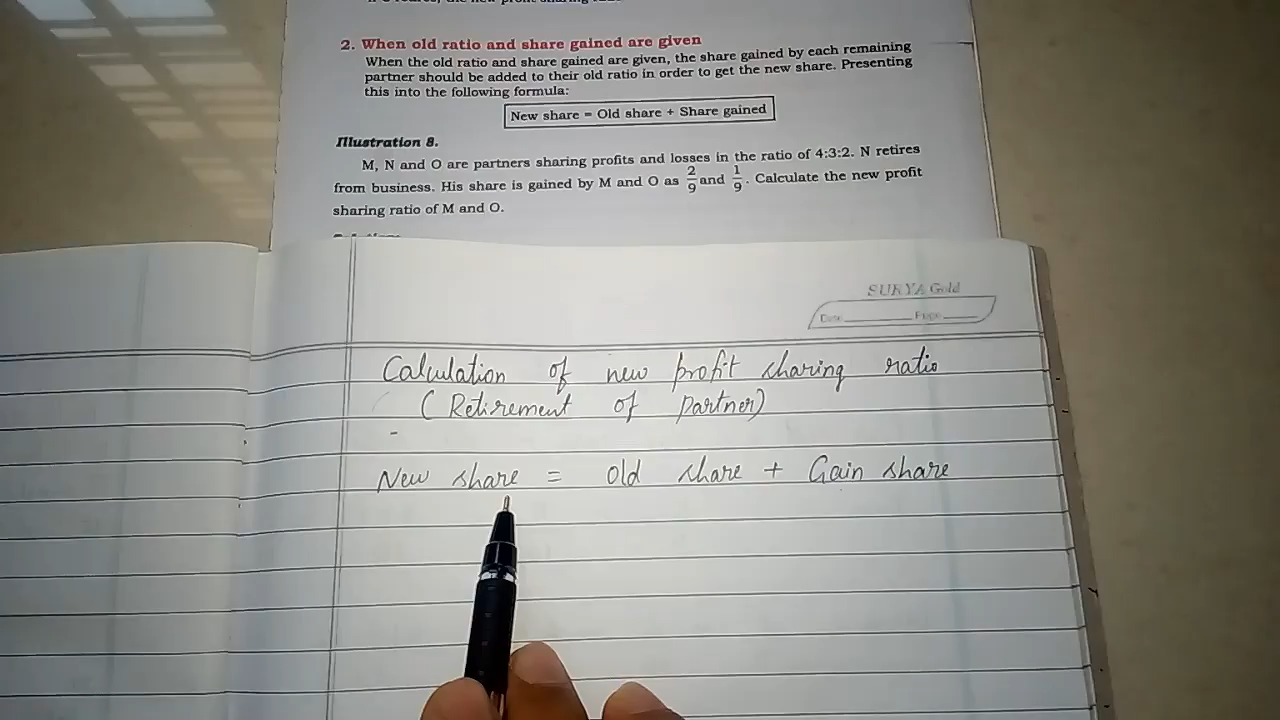 2. When old ratio and share gained are given
When the old ratio and share gained are given, the share gained by each remaining
partner should be added to their old ratio in order to get the new share. Presenting
this into the following formula:
New share = Old share + Share gained
Illustration 8.
M, N and O are partners sharing profits and losses in the ratio of 4:3:2. N retires
from business. His share is gained by M and O as 2/9 and 1/9. Calculate the new profit
sharing ratio of M and O.
SURYA Gold
Date Page
Calculation of new profit sharing ratio
(Retirement of partner)
New share = Old share + Gain share